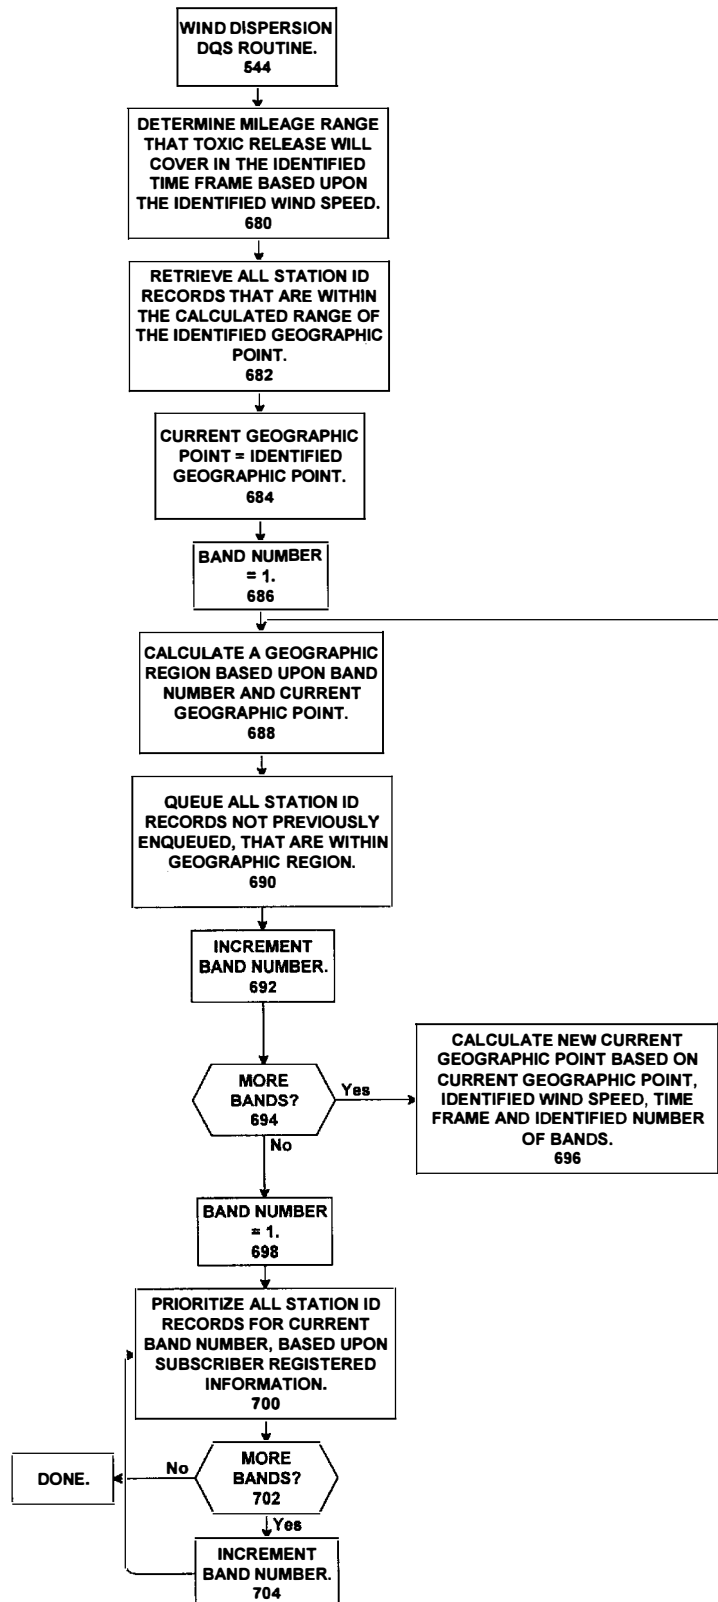 WIND DISPERSION
DQS ROUTINE.
544
DETERMINE MILEAGE RANGE
THAT TOXIC RELEASE WILL
COVER IN THE IDENTIFIED
TIME FRAME BASED UPON
THE IDENTIFIED WIND SPEED.
680
RETRIEVE ALL STATION ID
RECORDS THAT ARE WITHIN
THE CALCULATED RANGE OF
THE IDENTIFIED GEOGRAPHIC
POINT.
682
CURRENT GEOGRAPHIC
POINT = IDENTIFIED
GEOGRAPHIC POINT.
684
BAND NUMBER
= 1.
686
CALCULATE A GEOGRAPHIC
REGION BASED UPON BAND
NUMBER AND CURRENT
GEOGRAPHIC POINT.
688
QUEUE ALL STATION ID
RECORDS NOT PREVIOUSLY
ENQUEUED, THAT ARE WITHIN
GEOGRAPHIC REGION.
690
INCREMENT
BAND NUMBER.
692
MORE
BANDS?
694
Yes
No
CALCULATE NEW CURRENT
GEOGRAPHIC POINT BASED ON
CURRENT GEOGRAPHIC POINT,
IDENTIFIED WIND SPEED, TIME
FRAME AND IDENTIFIED NUMBER
OF BANDS.
696
BAND NUMBER
= 1.
698
PRIORITIZE ALL STATION ID
RECORDS FOR CURRENT
BAND NUMBER, BASED UPON
SUBSCRIBER REGISTERED
INFORMATION.
700
MORE
BANDS?
702
No
DONE.
Yes
INCREMENT
BAND NUMBER.
704